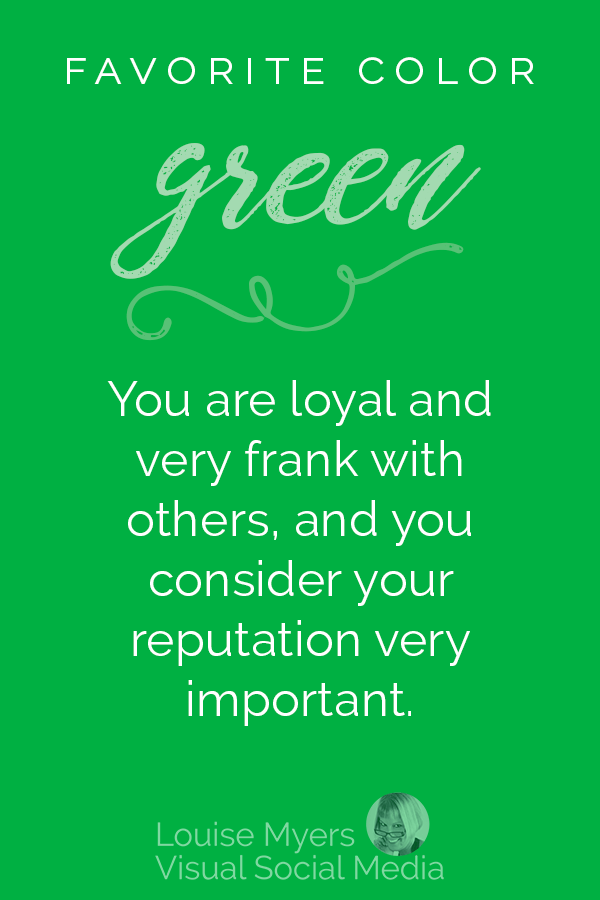 FAVORITE COLOR
green
You are loyal and
very frank with
others, and you
consider your
reputation very
important.
Louise Myers
Visual Social Media